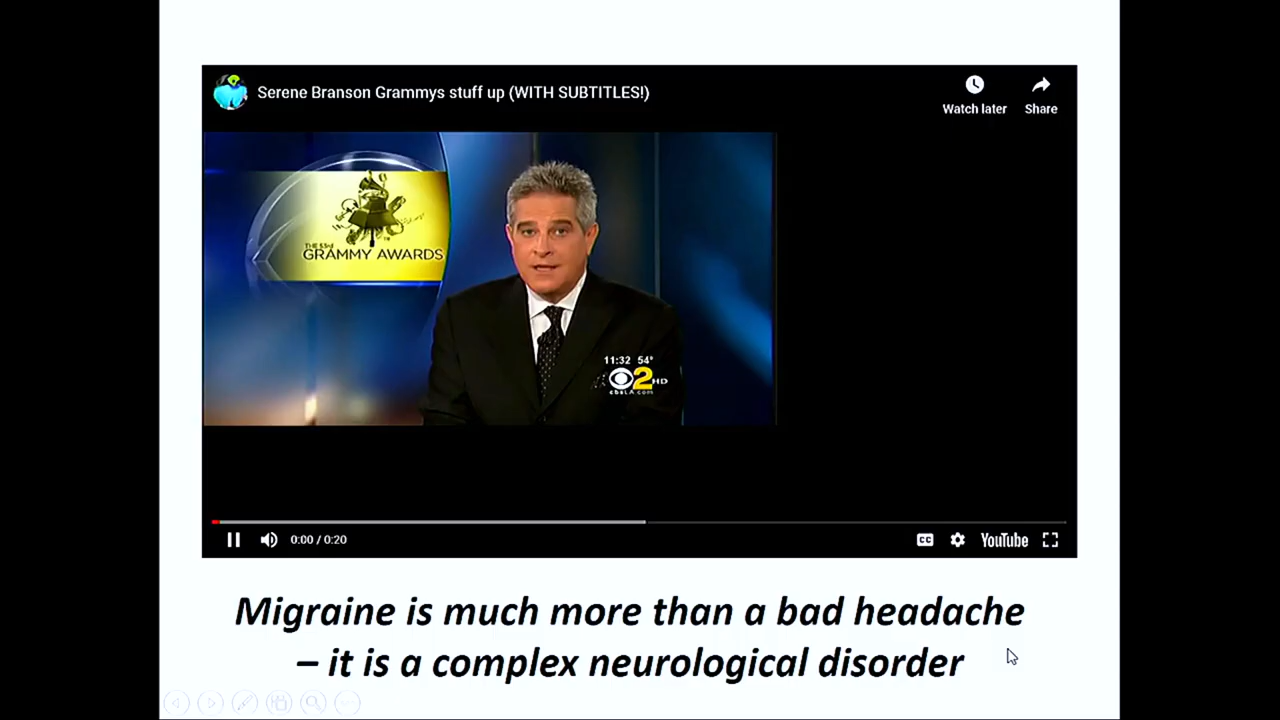 Serene Branson Grammys stuff up (WITH SUBTITLES!)
Watch later
Share
THE 53rd
GRAMMY AWARDS
11:32 54°
2 HD
cbsLA.com
0:00 / 0:20
CC
YouTube
Migraine is much more than a bad headache
– it is a complex neurological disorder